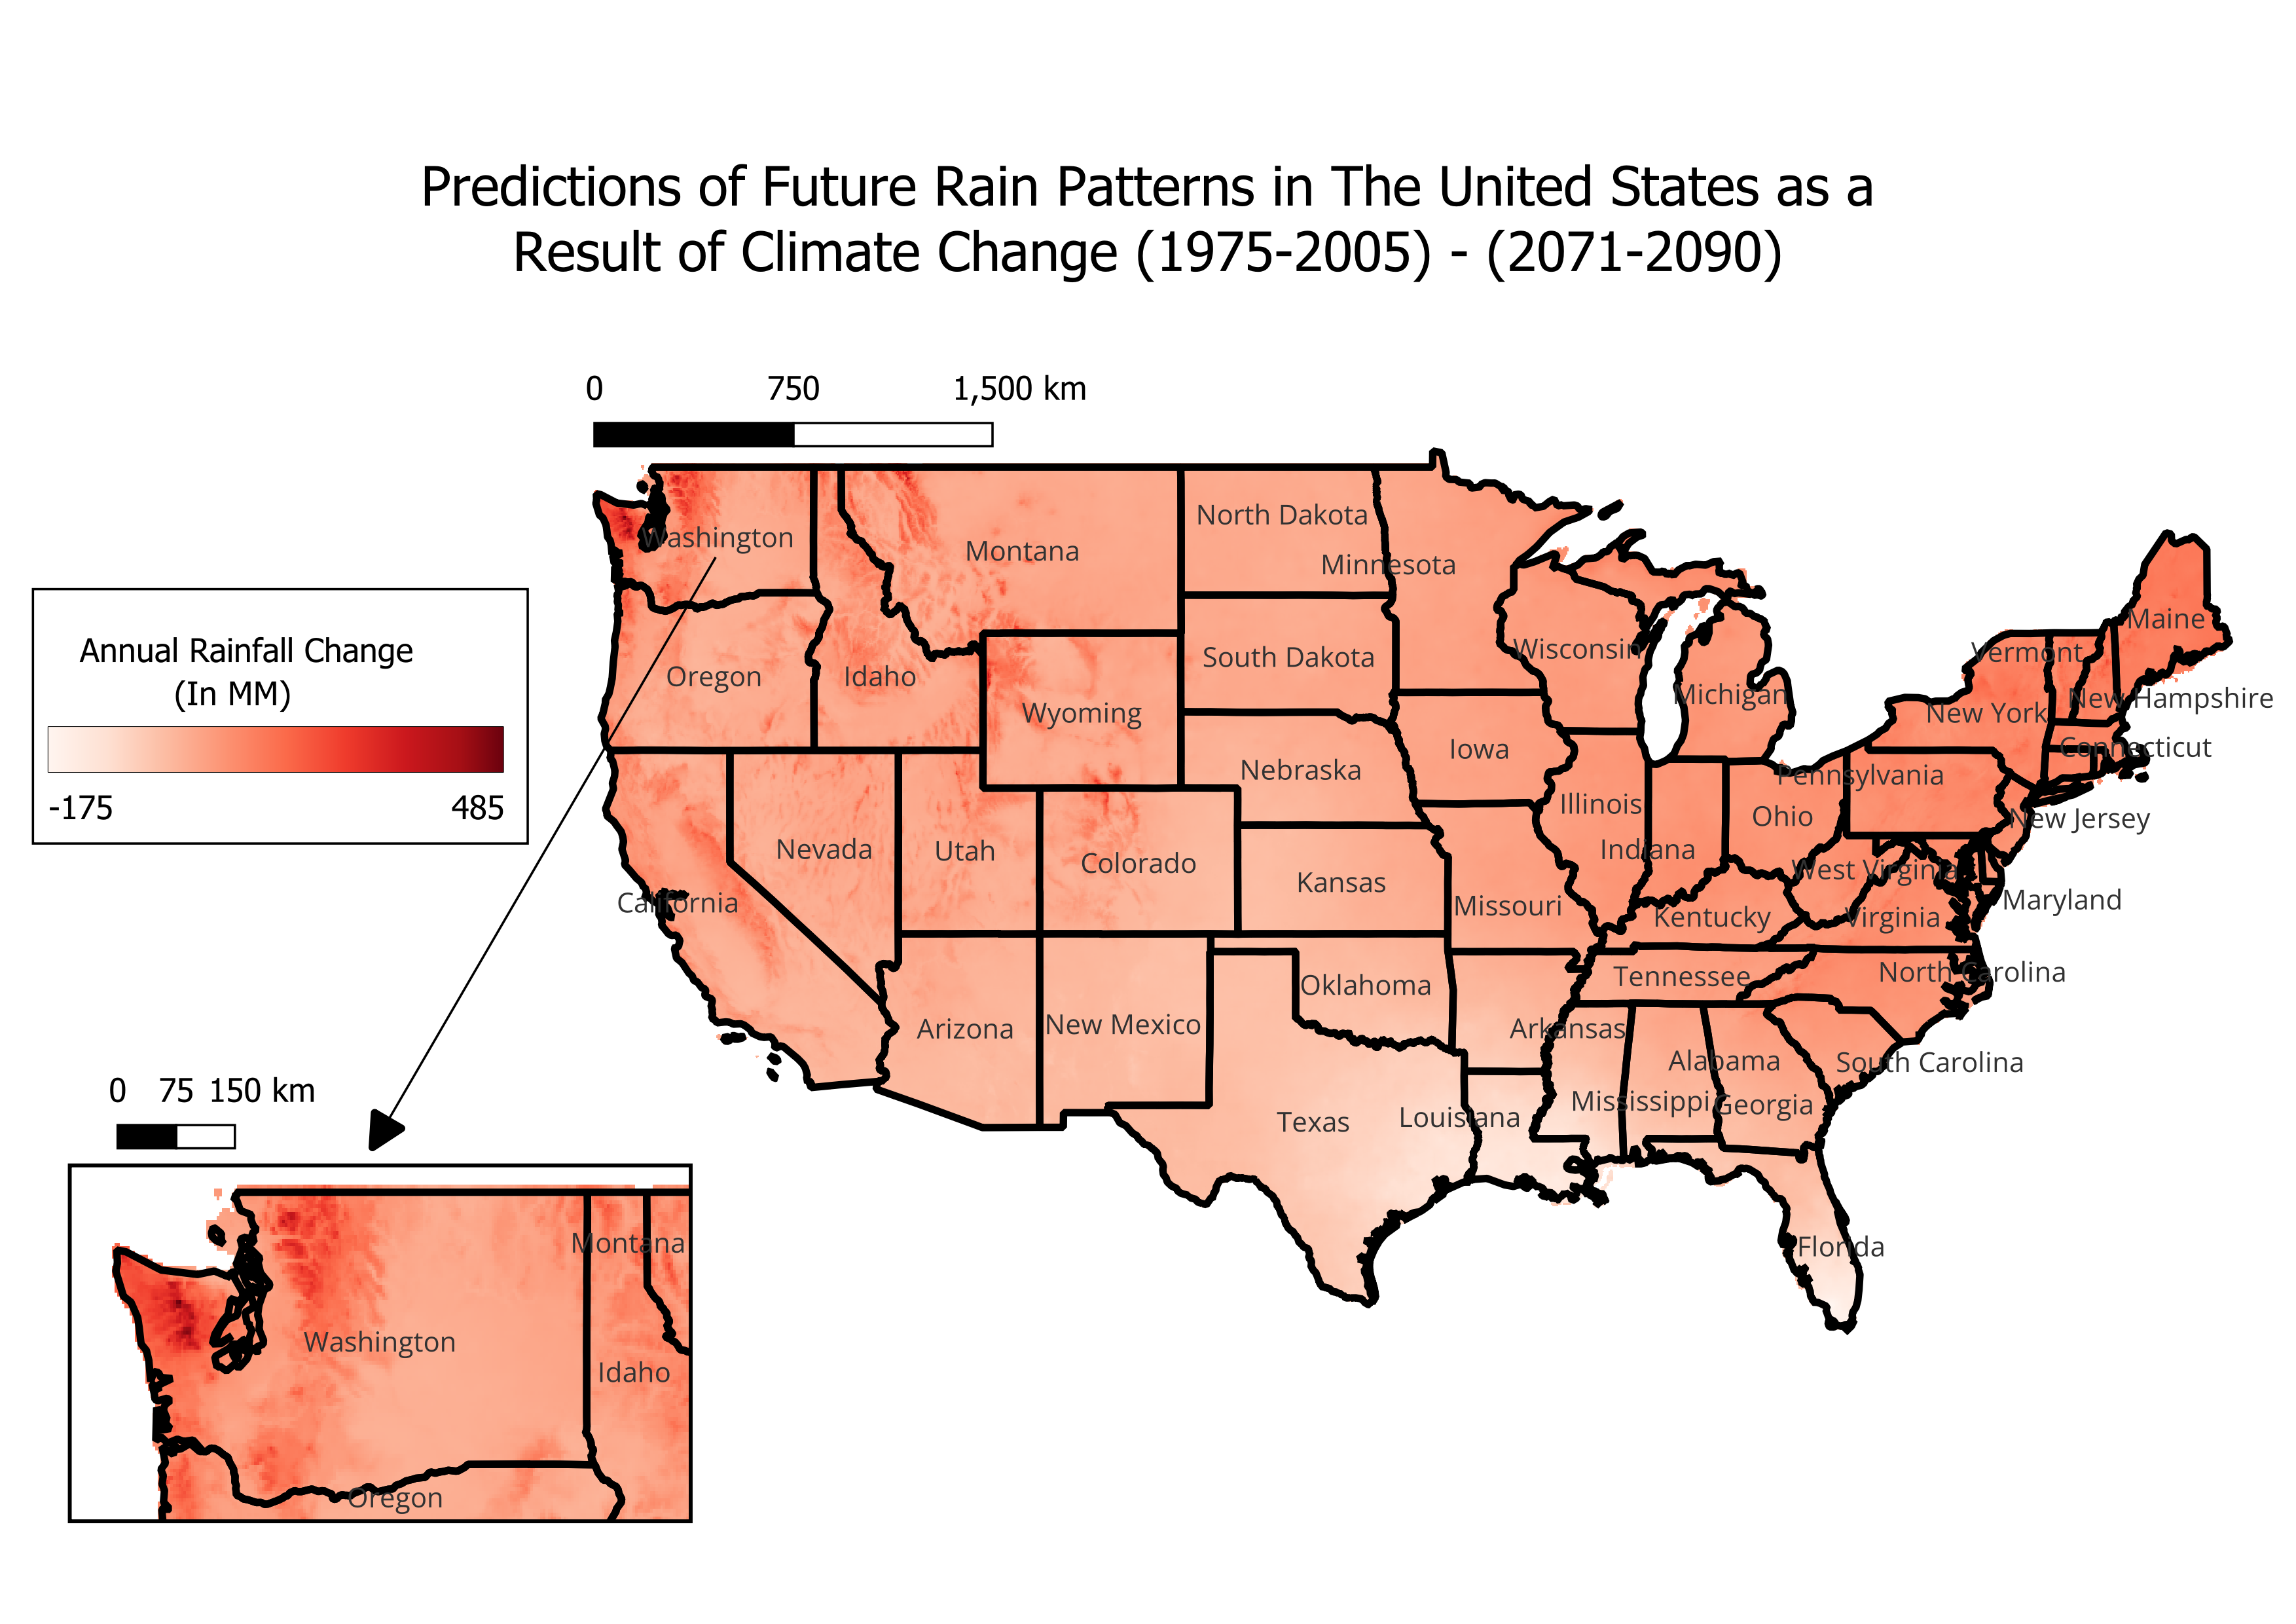 Predictions of Future Rain Patterns in The United States as a
Result of Climate Change (1975-2005) - (2071-2090)
0 750 1,500 km
North Dakota
Washington
Montana
Minnesota
Maine
Annual Rainfall Change
(In MM)
-175 485
Oregon
Idaho
South Dakota
Wisconsin
Vermont
Wyoming
Michigan
New Hampshire
New York
Iowa
Connecticut
Nebraska
Pennsylvania
Illinois
Ohio
New Jersey
Nevada
Utah
Colorado
Indiana
Kansas
West Virginia
California
Missouri
Maryland
Kentucky
Virginia
Tennessee
North Carolina
Oklahoma
Arizona
New Mexico
Arkansas
Alabama
South Carolina
0 75 150 km
Texas
Louisiana
Mississippi
Georgia
Florida
Montana
Washington
Idaho
Oregon